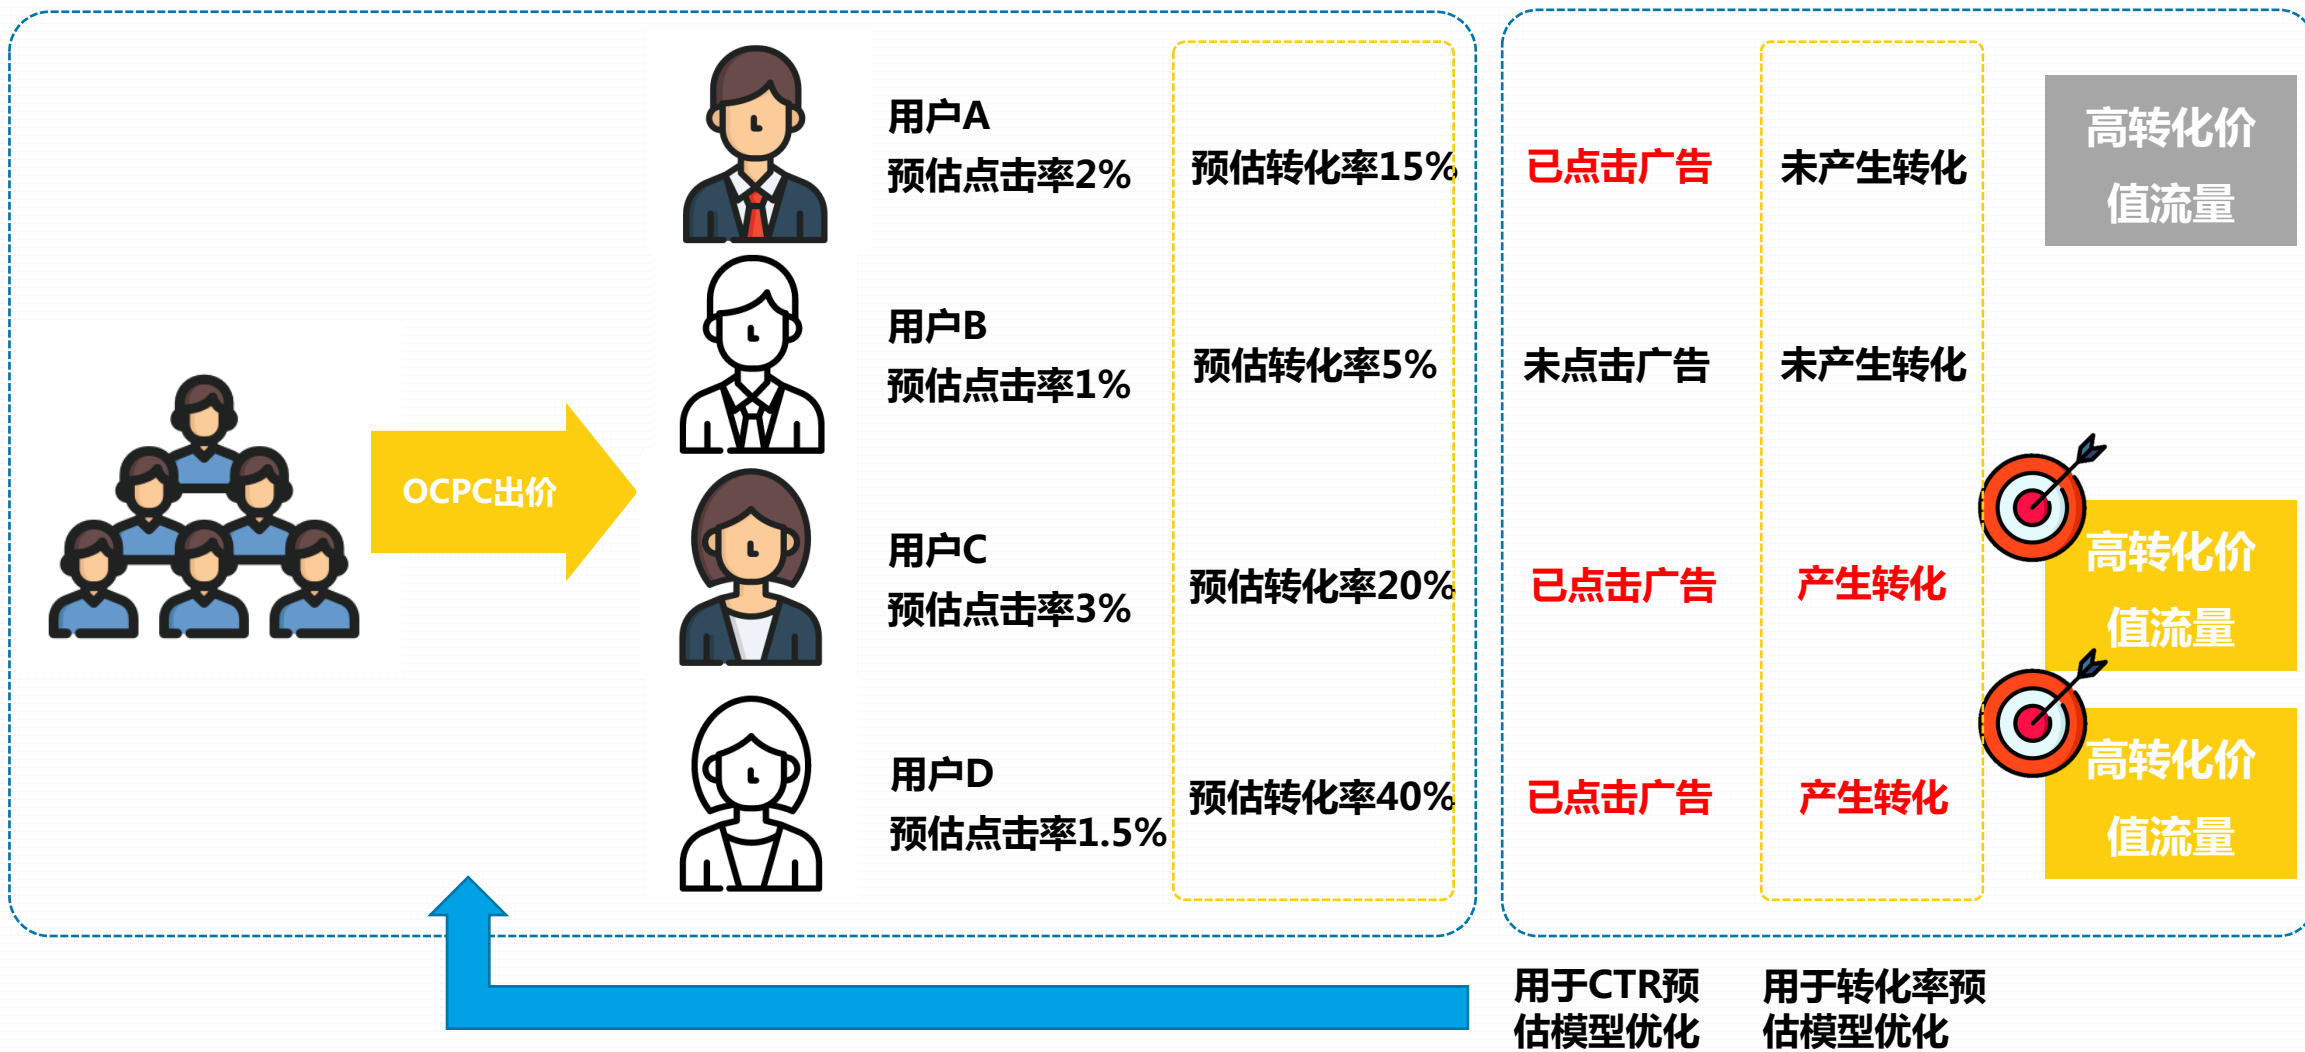 用户A
预估点击率2%
预估转化率15%
已点击广告
未产生转化
高转化价
值流量
用户B
预估点击率1%
预估转化率5%
未点击广告
未产生转化
OCPC出价
用户C
预估点击率3%
预估转化率20%
已点击广告
产生转化
高转化价
值流量
用户D
预估点击率1.5%
预估转化率40%
已点击广告
产生转化
高转化价
值流量
用于CTR预
估模型优化
用于转化率预
估模型优化